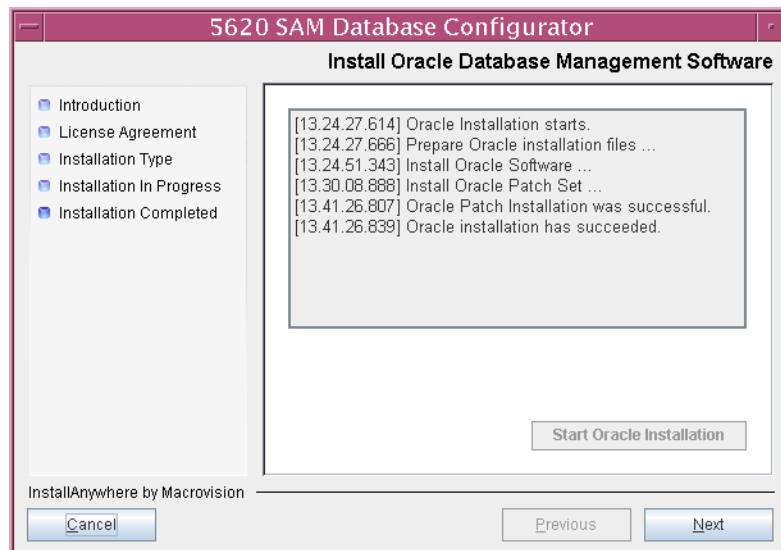 5620 SAM Database Configurator
Install Oracle Database Management Software
Introduction
License Agreement
Installation Type
Installation In Progress
Installation Completed
[13.24.27.614] Oracle Installation starts.
[13.24.27.666] Prepare Oracle installation files ...
[13.24.51.343] Install Oracle Software ...
[13.30.08.888] Install Oracle Patch Set ...
[13.41.26.807] Oracle Patch Installation was successful.
[13.41.26.839] Oracle installation has succeeded.
Start Oracle Installation
InstallAnywhere by Macrovision
Cancel
Previous
Next